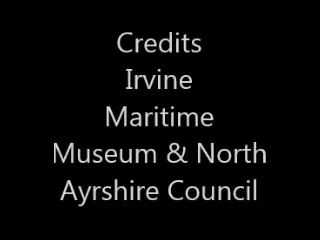 Credits
Irvine
Maritime
Museum & North
Ayrshire Council